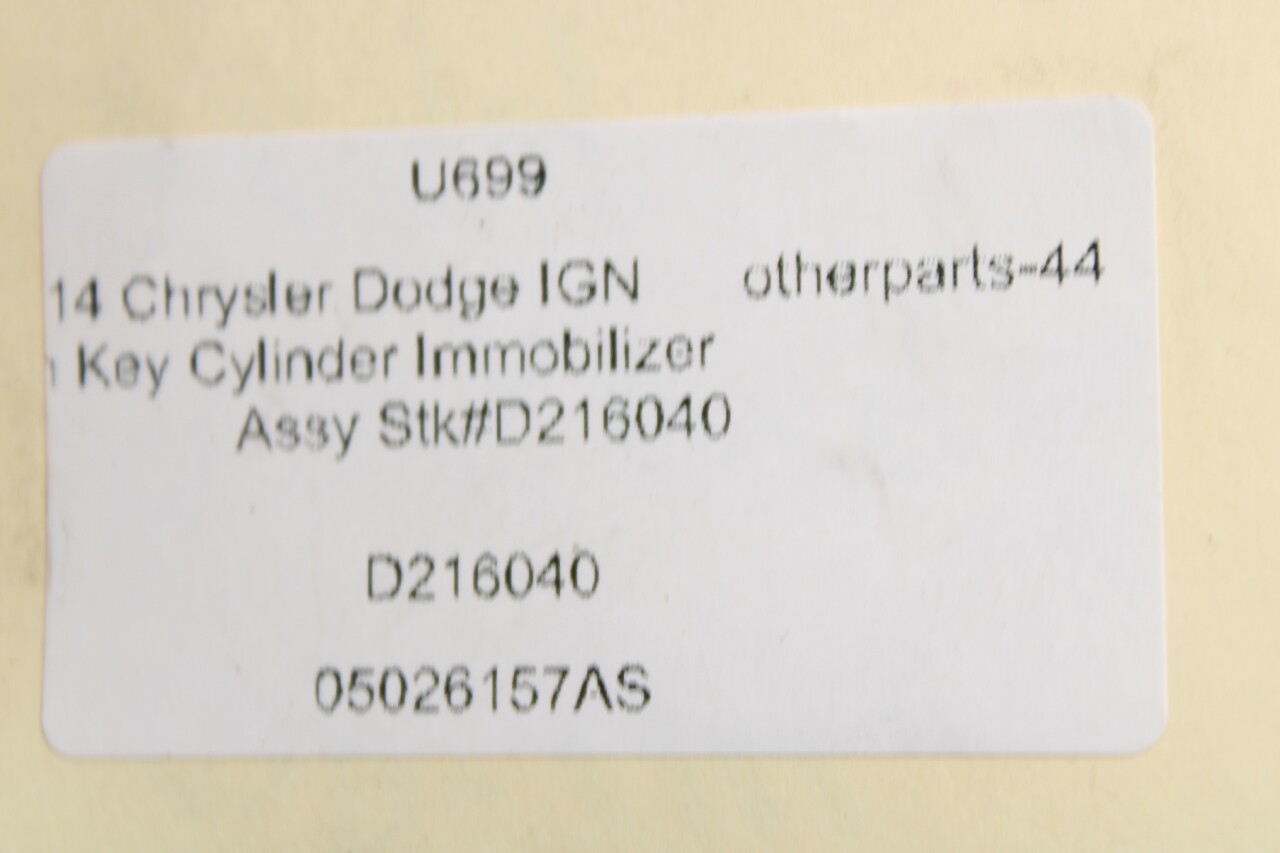 U699
14 Chrysler Dodge IGN otherparts-44
Key Cylinder Immobilizer
Assy Stk#D216040
D216040
05026157AS